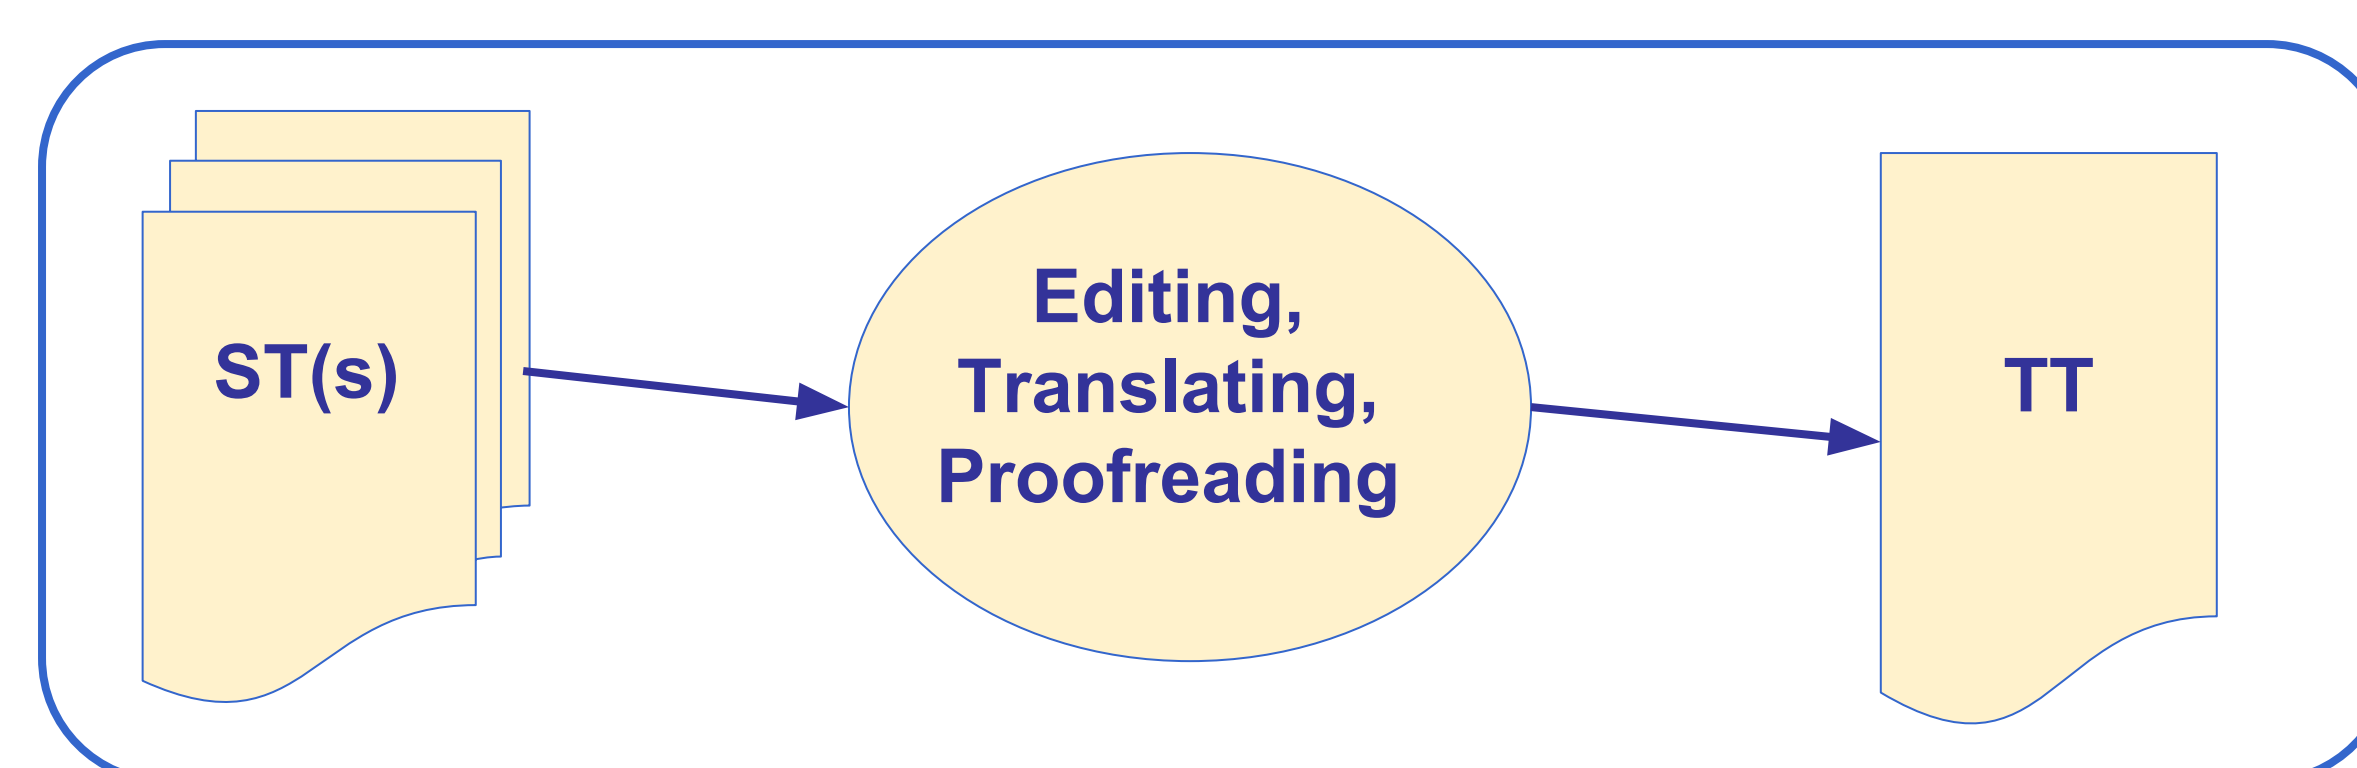 ST(s)
Editing,
Translating,
Proofreading
TT